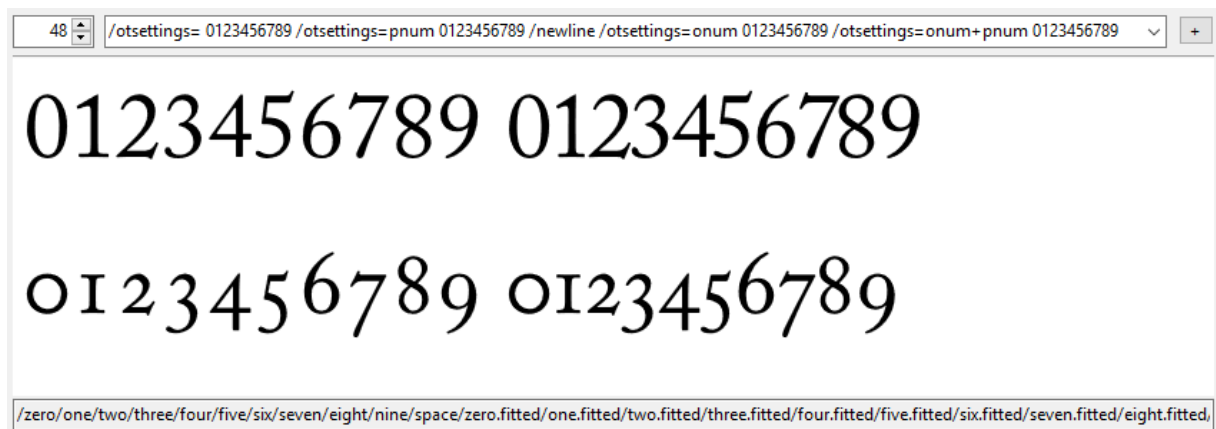 48 /otsettings= 0123456789 /otsettings=pnum 0123456789 /newline /otsettings=onum 0123456789 /otsettings=onum+pnum 0123456789 +
0123456789 0123456789
0123456789 0123456789
/zero/one/two/three/four/five/six/seven/eight/nine/space/zero.fitted/one.fitted/two.fitted/three.fitted/four.fitted/five.fitted/six.fitted/seven.fitted/eight.fitted/